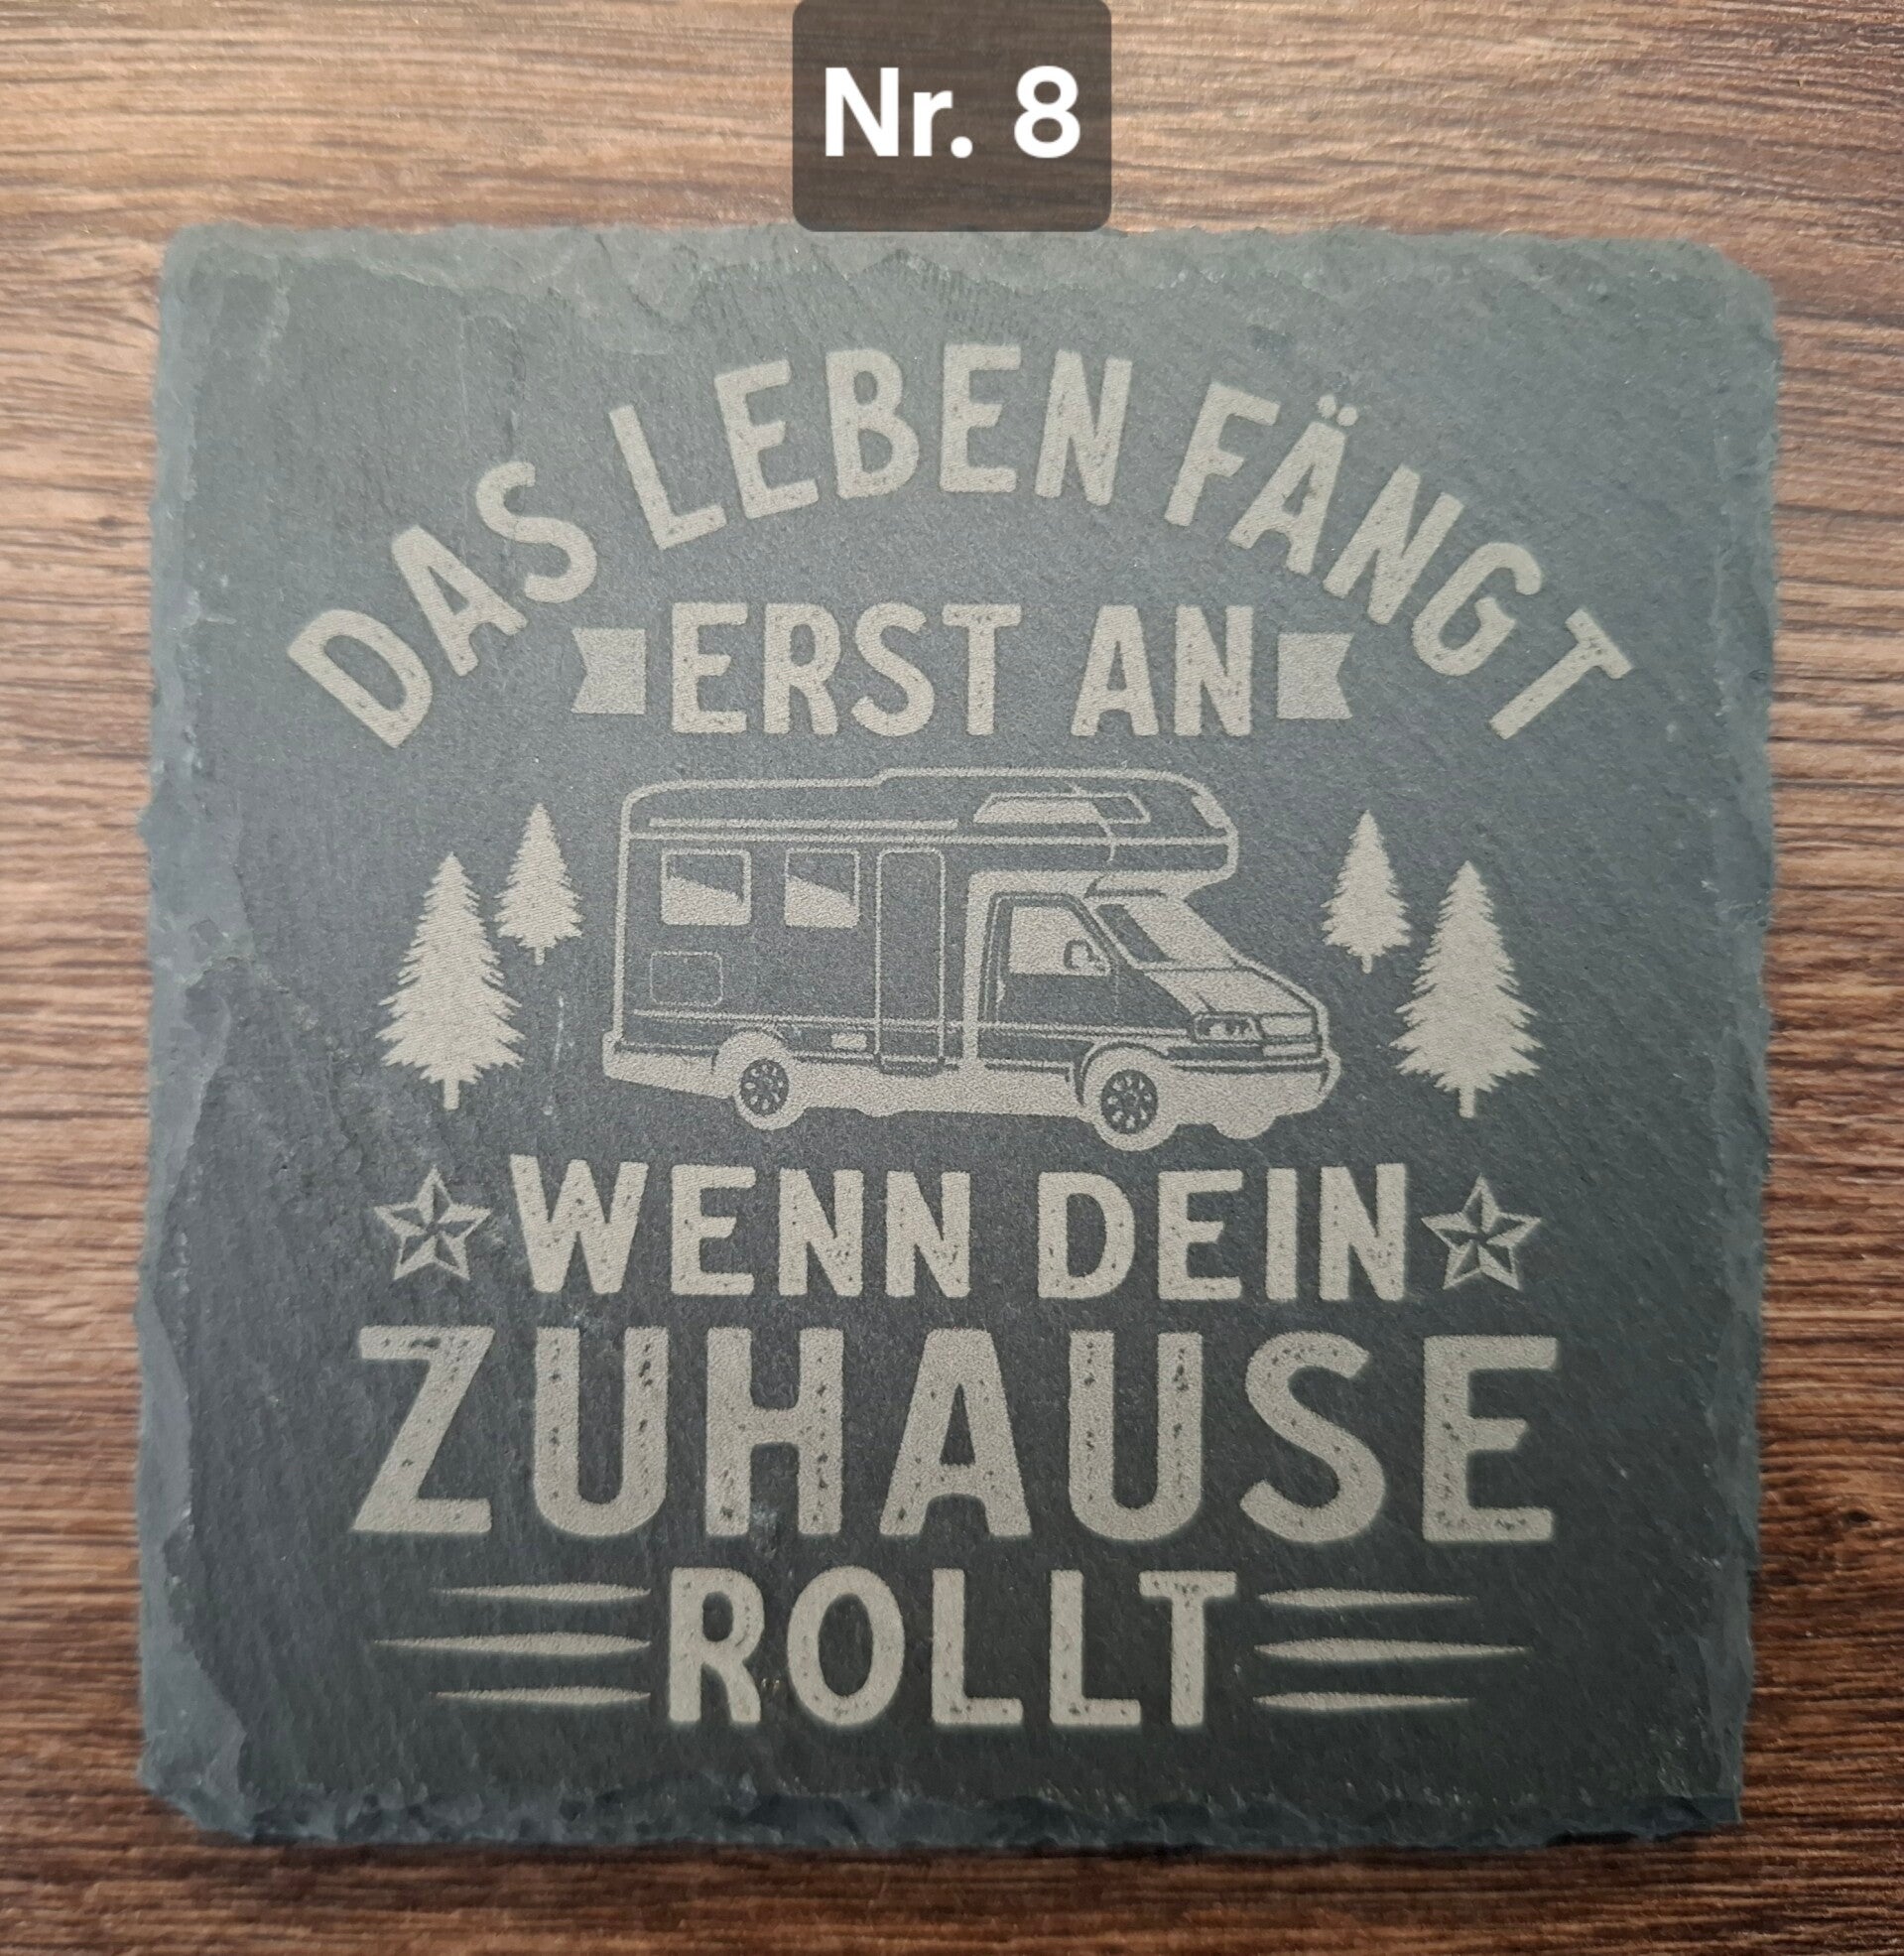 Nr. 8
DAS LEBEN FÄNGT
ERST AN
WENN DEIN
ZUHAUSE
ROLLT